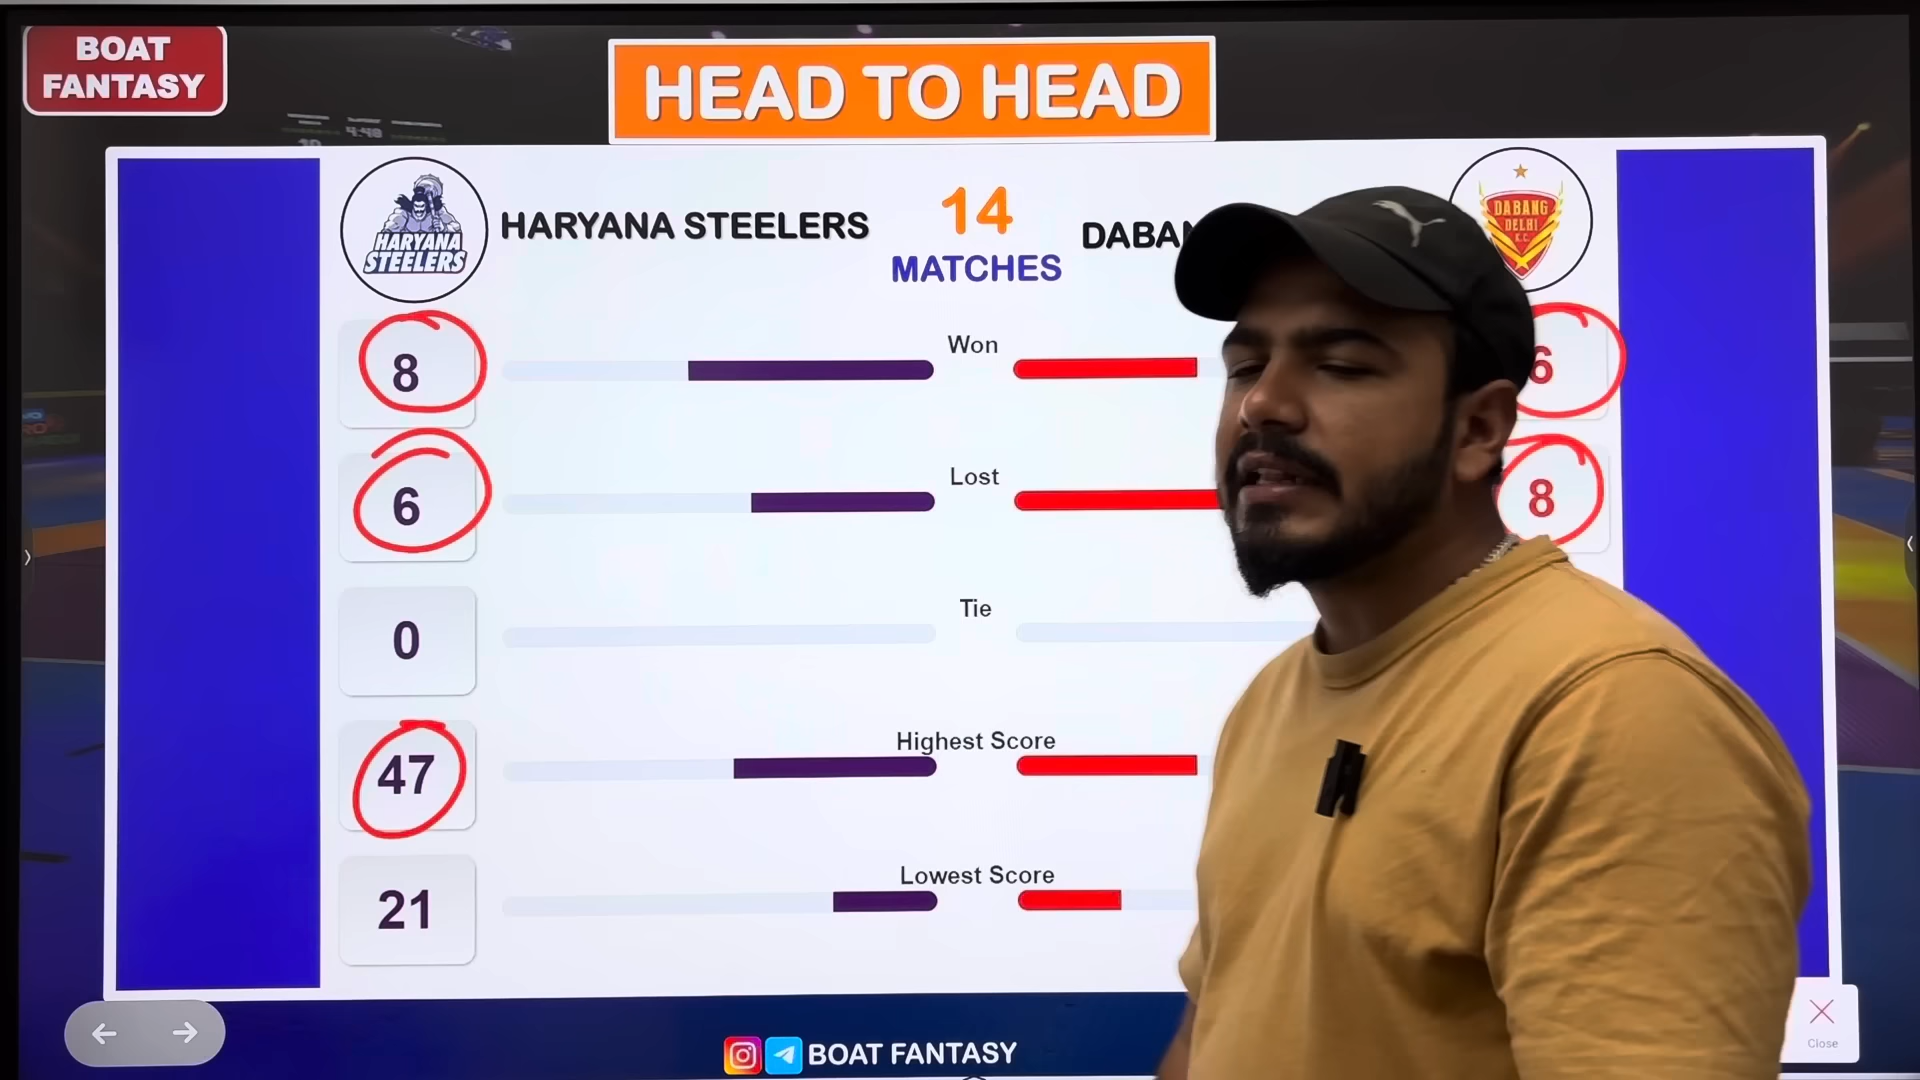 BOAT
FANTASY
HEAD TO HEAD
HARYANA
STEELERS
HARYANA STEELERS
14
MATCHES
DABANG
DELHI
K.C.
8
Won
6
6
Lost
8
0
Tie
47
Highest Score
21
Lowest Score
BOAT FANTASY
Close